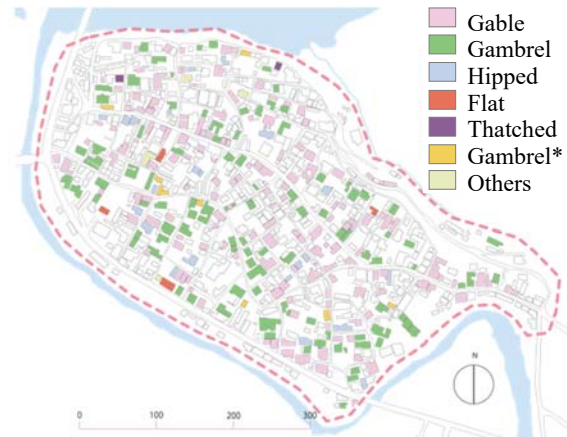 Gable
Gambrel
Hipped
Flat
Thatched
Gambrel*
Others
N
0 100 200 300